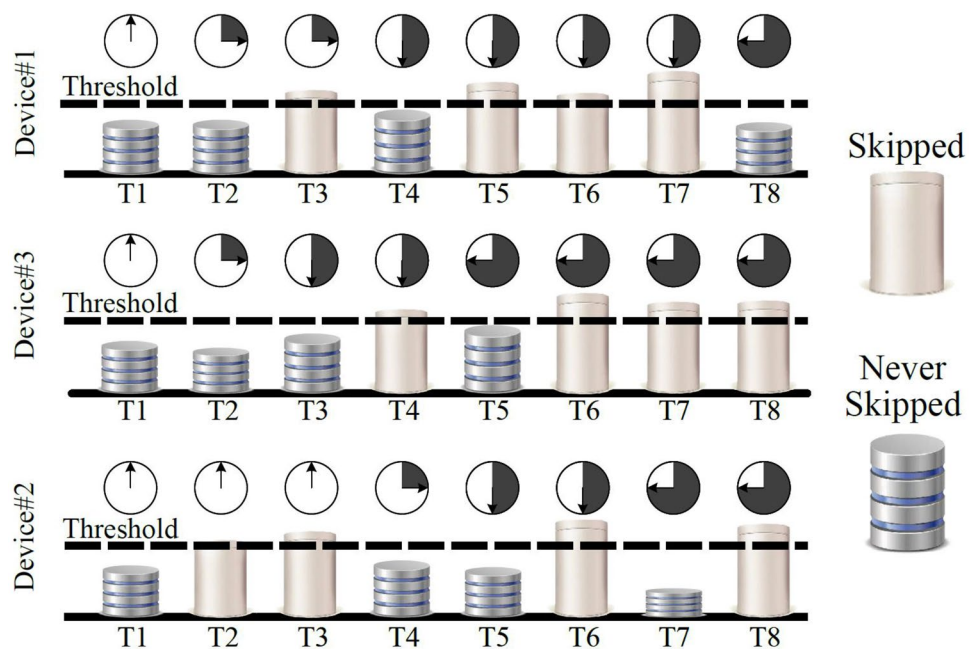 Device#1
Threshold
T1 T2 T3 T4 T5 T6 T7 T8
Device#3
Threshold
T1 T2 T3 T4 T5 T6 T7 T8
Device#2
Threshold
T1 T2 T3 T4 T5 T6 T7 T8
Skipped
Never
Skipped